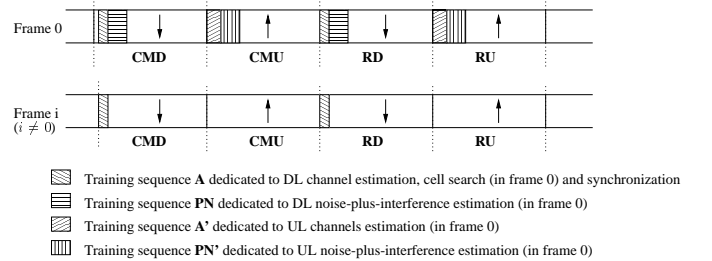 Frame 0
CMD CMU RD RU
Frame i
(i ≠ 0)
CMD CMU RD RU
Training sequence A dedicated to DL channel estimation, cell search (in frame 0) and synchronization
Training sequence PN dedicated to DL noise-plus-interference estimation (in frame 0)
Training sequence A' dedicated to UL channels estimation (in frame 0)
Training sequence PN' dedicated to UL noise-plus-interference estimation (in frame 0)